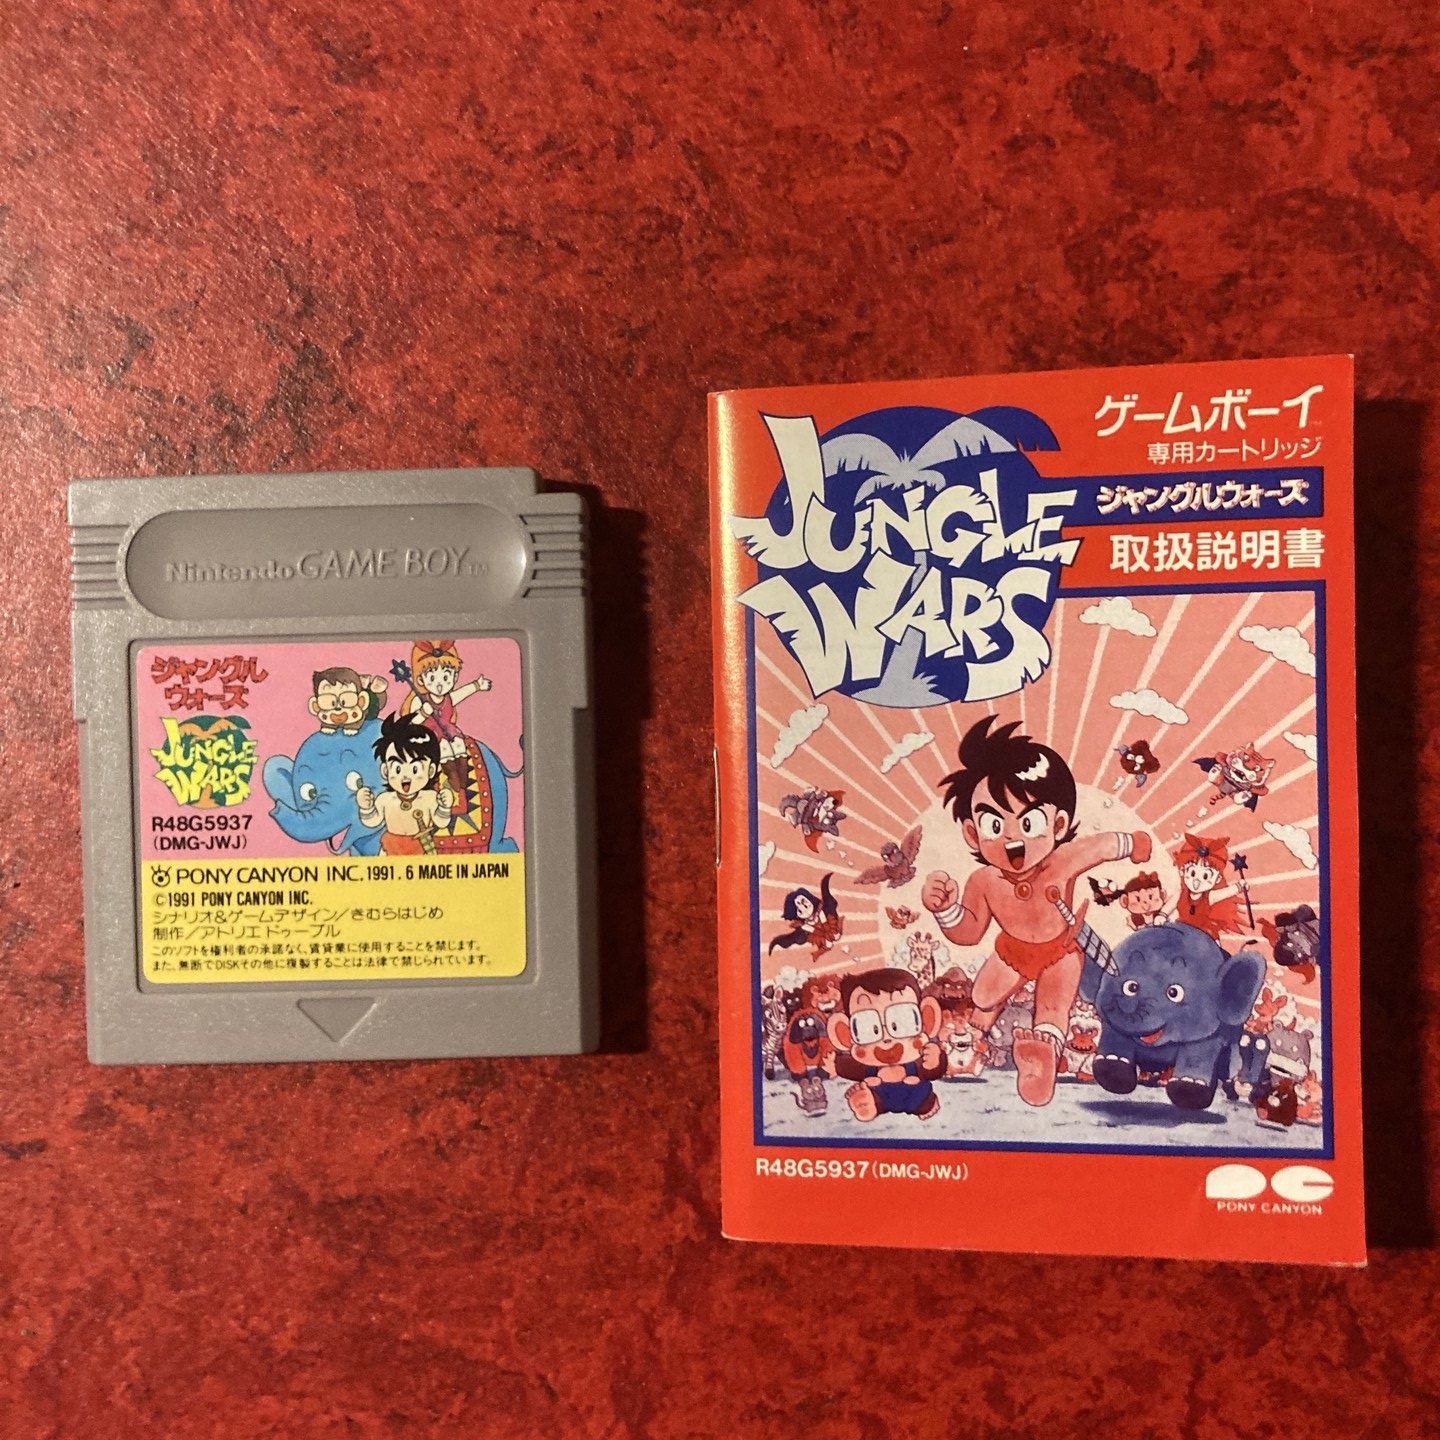 Nintendo GAME BOY TM
ジャングル
ウォーズ
JUNGLE
WARS
R48G5937
(DMG-JWJ)
PONY CANYON INC. 1991. 6 MADE IN JAPAN
©1991 PONY CANYON INC.
シナリオ&ゲームデザイン/きむらはじめ
制作/アトリエ ドゥーブル
このソフトを権利者の承諾なく、賃貸業に使用することを禁じます。
また、無断でDISKその他に複製することは法律で禁じられています。
ゲームボーイ
専用カートリッジ
JUNGLE
WARS
ジャングルウォーズ
取扱説明書
R48G5937(DMG-JWJ)
PC
PONY CANYON